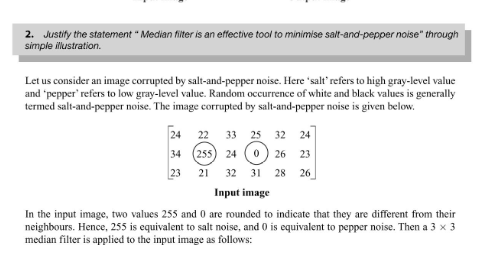 2. Justify the statement “ Median filter is an effective tool to minimise salt-and-pepper noise” through
simple illustration.
Let us consider an image corrupted by salt-and-pepper noise. Here ‘salt’ refers to high gray-level value
and ‘pepper’ refers to low gray-level value. Random occurrence of white and black values is generally
termed salt-and-pepper noise. The image corrupted by salt-and-pepper noise is given below.
24 22 33 25 32 24
34 255 24 0 26 23
23 21 32 31 28 26
Input image
In the input image, two values 255 and 0 are rounded to indicate that they are different from their
neighbours. Hence, 255 is equivalent to salt noise, and 0 is equivalent to pepper noise. Then a 3 × 3
median filter is applied to the input image as follows: